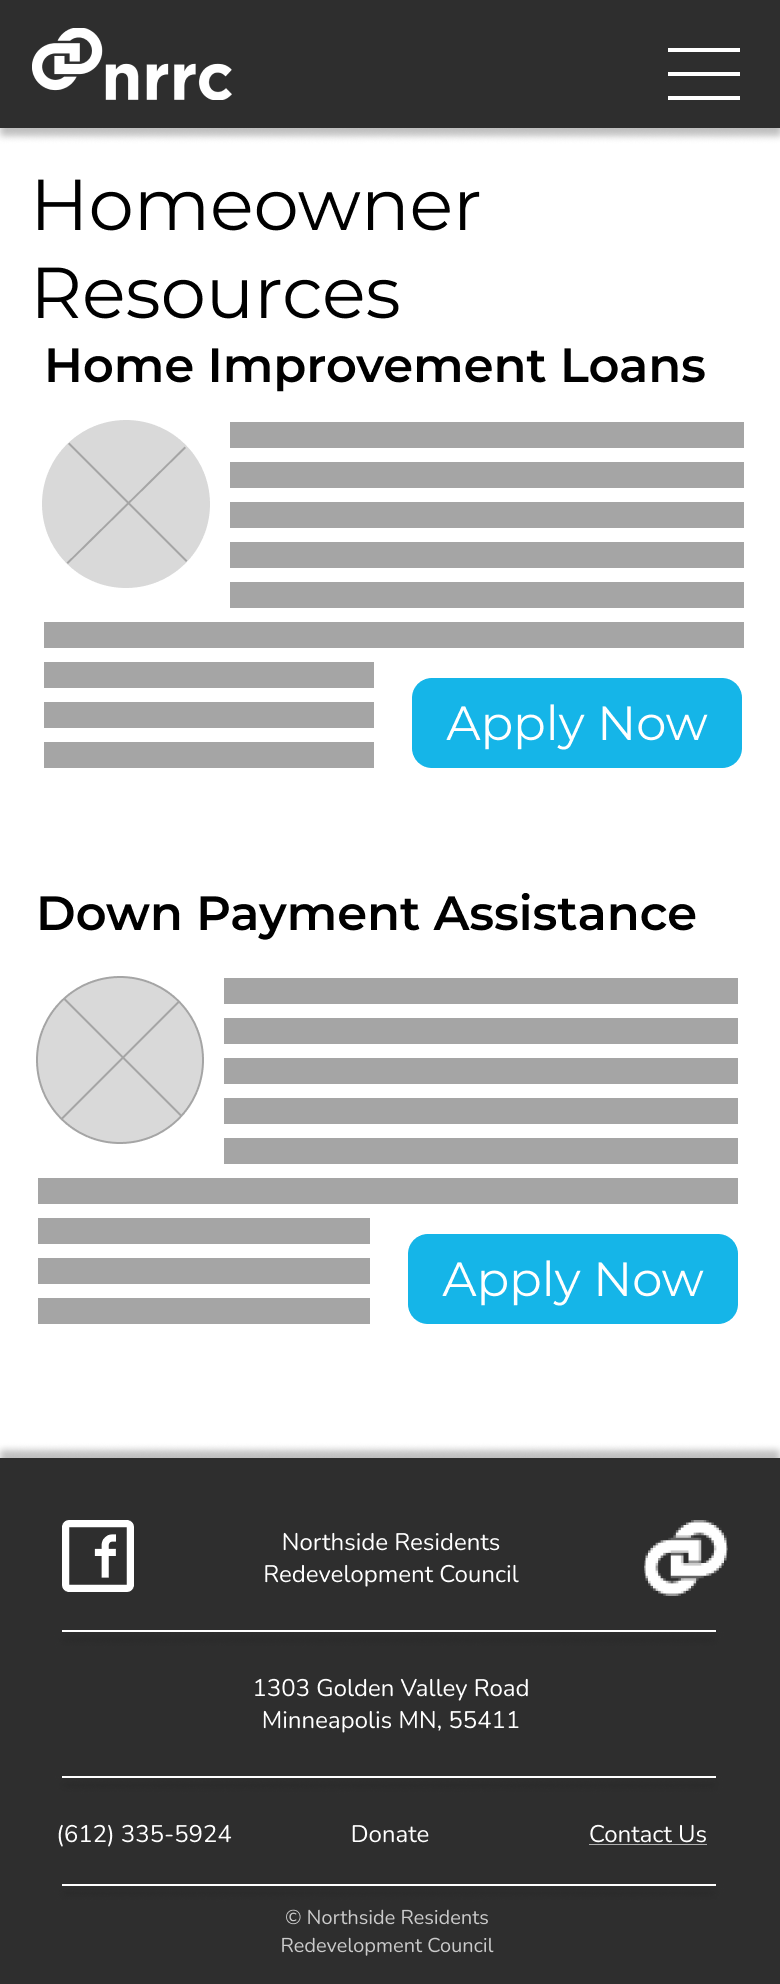 nrrc
Homeowner
Resources
Home Improvement Loans
Apply Now
Down Payment Assistance
Apply Now
Northside Residents
Redevelopment Council
1303 Golden Valley Road
Minneapolis MN, 55411
(612) 335-5924 Donate Contact Us
© Northside Residents
Redevelopment Council